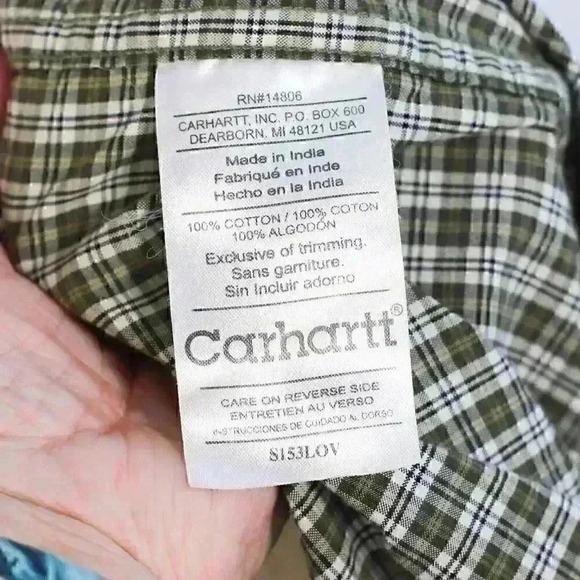 RN#14806
CARHARTT, INC. P.O. BOX 600
DEARBORN, MI 48121 USA
Made in India
Fabriqué en Inde
Hecho en la India
100% COTTON / 100% COTON
100% ALGODÓN
Exclusive of trimming.
Sans garniture.
Sin Incluir adorno
Carhartt®
CARE ON REVERSE SIDE
ENTRETIEN AU VERSO
INSTRUCCIONES DE CUIDADO AL DORSO
S153LOV